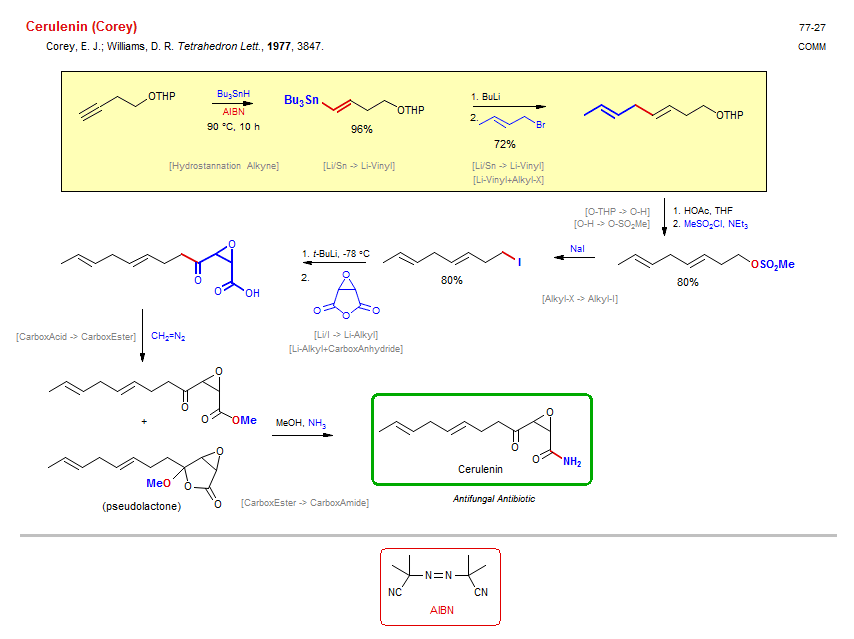 Cerulenin (Corey)
77-27
Corey, E. J.; Williams, D. R. Tetrahedron Lett., 1977, 3847.
COMM
OTHP
Bu3SnH
AIBN
90 °C, 10 h
Bu3Sn
OTHP
96%
1. BuLi
2.
Br
72%
OTHP
[Hydrostannation Alkyne]
[Li/Sn -> Li-Vinyl]
[Li/Sn -> Li-Vinyl]
[Li-Vinyl+Alkyl-X]
[O-THP -> O-H]
[O-H -> O-SO2Me]
1. HOAc, THF
2. MeSO2Cl, NEt3
O
O
O
OH
1. t-BuLi, -78 °C
2.
O
O
O
O
[Li/I -> Li-Alkyl]
[Li-Alkyl+CarboxAnhydride]
I
80%
NaI
[Alkyl-X -> Alkyl-I]
OSO2Me
80%
[CarboxAcid -> CarboxEster]
CH2=N2
O
O
O
OMe
+
MeOH, NH3
O
MeO
O
O
(pseudolactone)
[CarboxEster -> CarboxAmide]
O
O
O
NH2
Cerulenin
Antifungal Antibiotic
N=N
NC
CN
AIBN